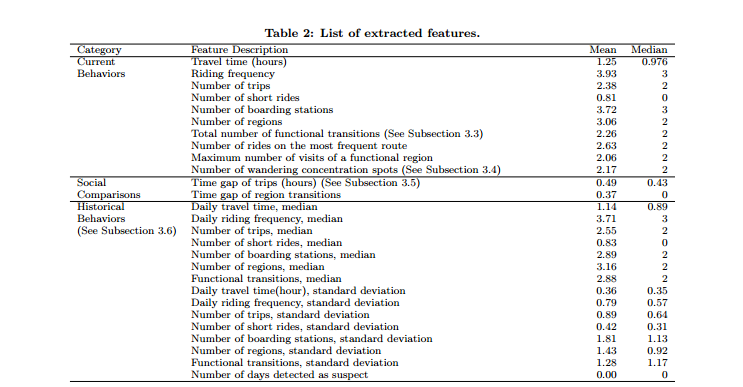 Table 2: List of extracted features.
Category Feature Description Mean Median
Current Travel time (hours) 1.25 0.976
Behaviors Riding frequency 3.93 3
Number of trips 2.38 2
Number of short rides 0.81 0
Number of boarding stations 3.72 3
Number of regions 3.06 2
Total number of functional transitions (See Subsection 3.3) 2.26 2
Number of rides on the most frequent route 2.63 2
Maximum number of visits of a functional region 2.06 2
Number of wandering concentration spots (See Subsection 3.4) 2.17 2
Social Time gap of trips (hours) (See Subsection 3.5) 0.49 0.43
Comparisons Time gap of region transitions 0.37 0
Historical Daily travel time, median 1.14 0.89
Behaviors Daily riding frequency, median 3.71 3
(See Subsection 3.6) Number of trips, median 2.55 2
Number of short rides, median 0.83 0
Number of boarding stations, median 2.89 2
Number of regions, median 3.16 2
Functional transitions, median 2.88 2
Daily travel time(hour), standard deviation 0.36 0.35
Daily riding frequency, standard deviation 0.79 0.57
Number of trips, standard deviation 0.89 0.64
Number of short rides, standard deviation 0.42 0.31
Number of boarding stations, standard deviation 1.81 1.13
Number of regions, standard deviation 1.43 0.92
Functional transitions, standard deviation 1.28 1.17
Number of days detected as suspect 0.00 0